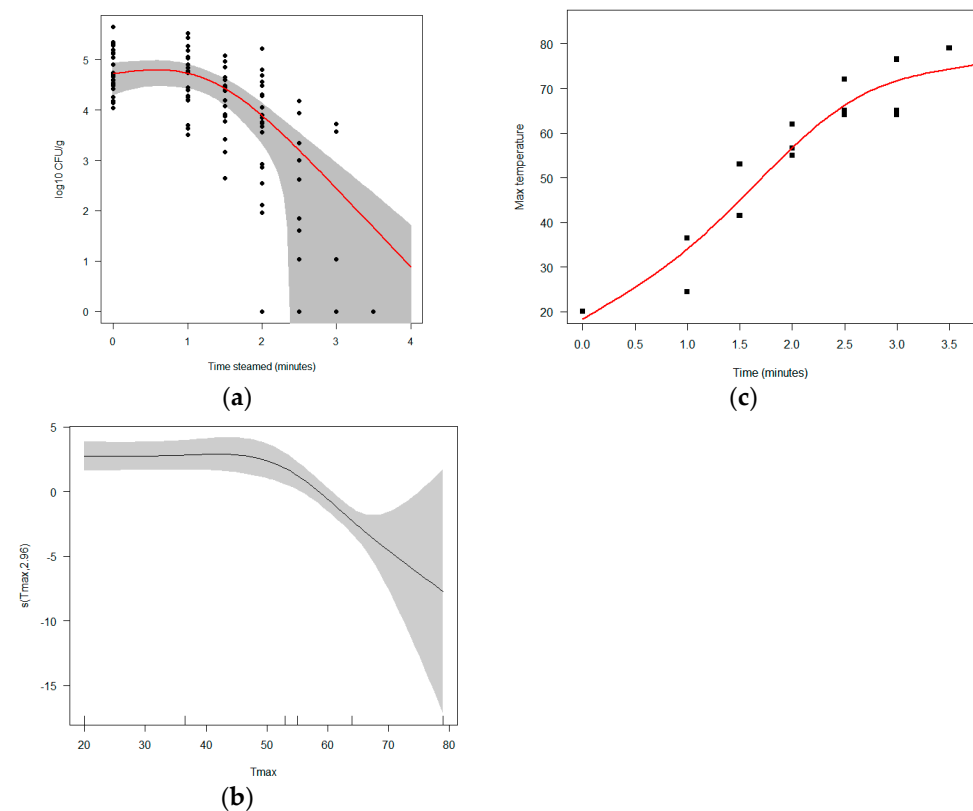 5
4
3
2
1
0
log10 CFU/g
0 1 2 3 4
Time steamed (minutes)
(a)
80
70
60
50
40
30
20
Max temperature
0.0 0.5 1.0 1.5 2.0 2.5 3.0 3.5
Time (minutes)
(c)
5
0
-5
-10
-15
s(Tmax,2.96)
20 30 40 50 60 70 80
Tmax
(b)